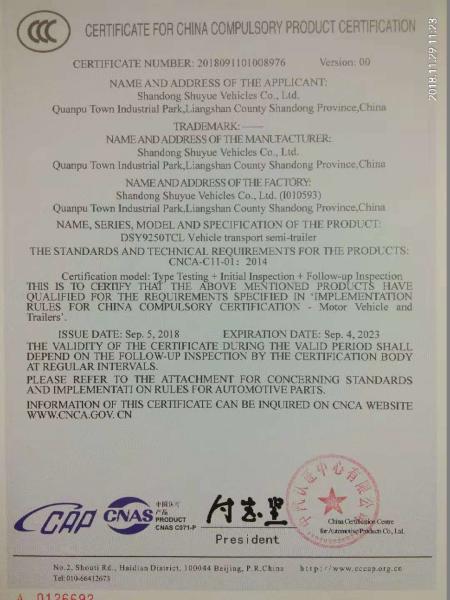 CCC CERTIFICATE FOR CHINA COMPULSORY PRODUCT CERTIFICATION
2018.11.29 11:23
CERTIFICATE NUMBER: 2018091101008976 Version: 00
NAME AND ADDRESS OF THE APPLICANT:
Shandong Shuyue Vehicles Co., Ltd.
Quanpu Town Industrial Park,Liangshan County Shandong Province,China
TRADEMARK: ——
NAME AND ADDRESS OF THE MANUFACTURER:
Shandong Shuyue Vehicles Co., Ltd.
Quanpu Town Industrial Park,Liangshan County Shandong Province,China
NAME AND ADDRESS OF THE FACTORY:
Shandong Shuyue Vehicles Co., Ltd. (I010593)
Quanpu Town Industrial Park,Liangshan County Shandong Province,China
NAME, SERIES, MODEL AND SPECIFICATION OF THE PRODUCT:
DSY9250TCL Vehicle transport semi-trailer
THE STANDARDS AND TECHNICAL REQUIREMENTS FOR THE PRODUCTS:
CNCA-C11-01: 2014
Certification model: Type Testing + Initial Inspection + Follow-up Inspection
THIS IS TO CERTIFY THAT THE ABOVE MENTIONED PRODUCTS HAVE
QUALIFIED FOR THE REQUIREMENTS SPECIFIED IN 'IMPLEMENTATION
RULES FOR CHINA COMPULSORY CERTIFICATION - Motor Vehicle and
Trailers'.
ISSUE DATE: Sep. 5, 2018 EXPIRATION DATE: Sep. 4, 2023
THE VALIDITY OF THE CERTIFICATE DURING THE VALID PERIOD SHALL
DEPEND ON THE FOLLOW-UP INSPECTION BY THE CERTIFICATION BODY
AT REGULAR INTERVALS.
PLEASE REFER TO THE ATTACHMENT FOR CONCERNING STANDARDS
AND IMPLEMENTATION RULES FOR AUTOMOTIVE PARTS.
INFORMATION OF THIS CERTIFICATE CAN BE INQUIRED ON CNCA WEBSITE
WWW.CNCA.GOV. CN
CCAP CNAS 中国认可
产品
PRODUCT
CNAS C071-P
President
China Certification Centre
for Automotive Products Co., Ltd.
No.2, Shouti Rd., Haidian District, 100044 Beijing, P.R.China http://www.cccap.org.cn
Tel:010-66412673
A 0126693